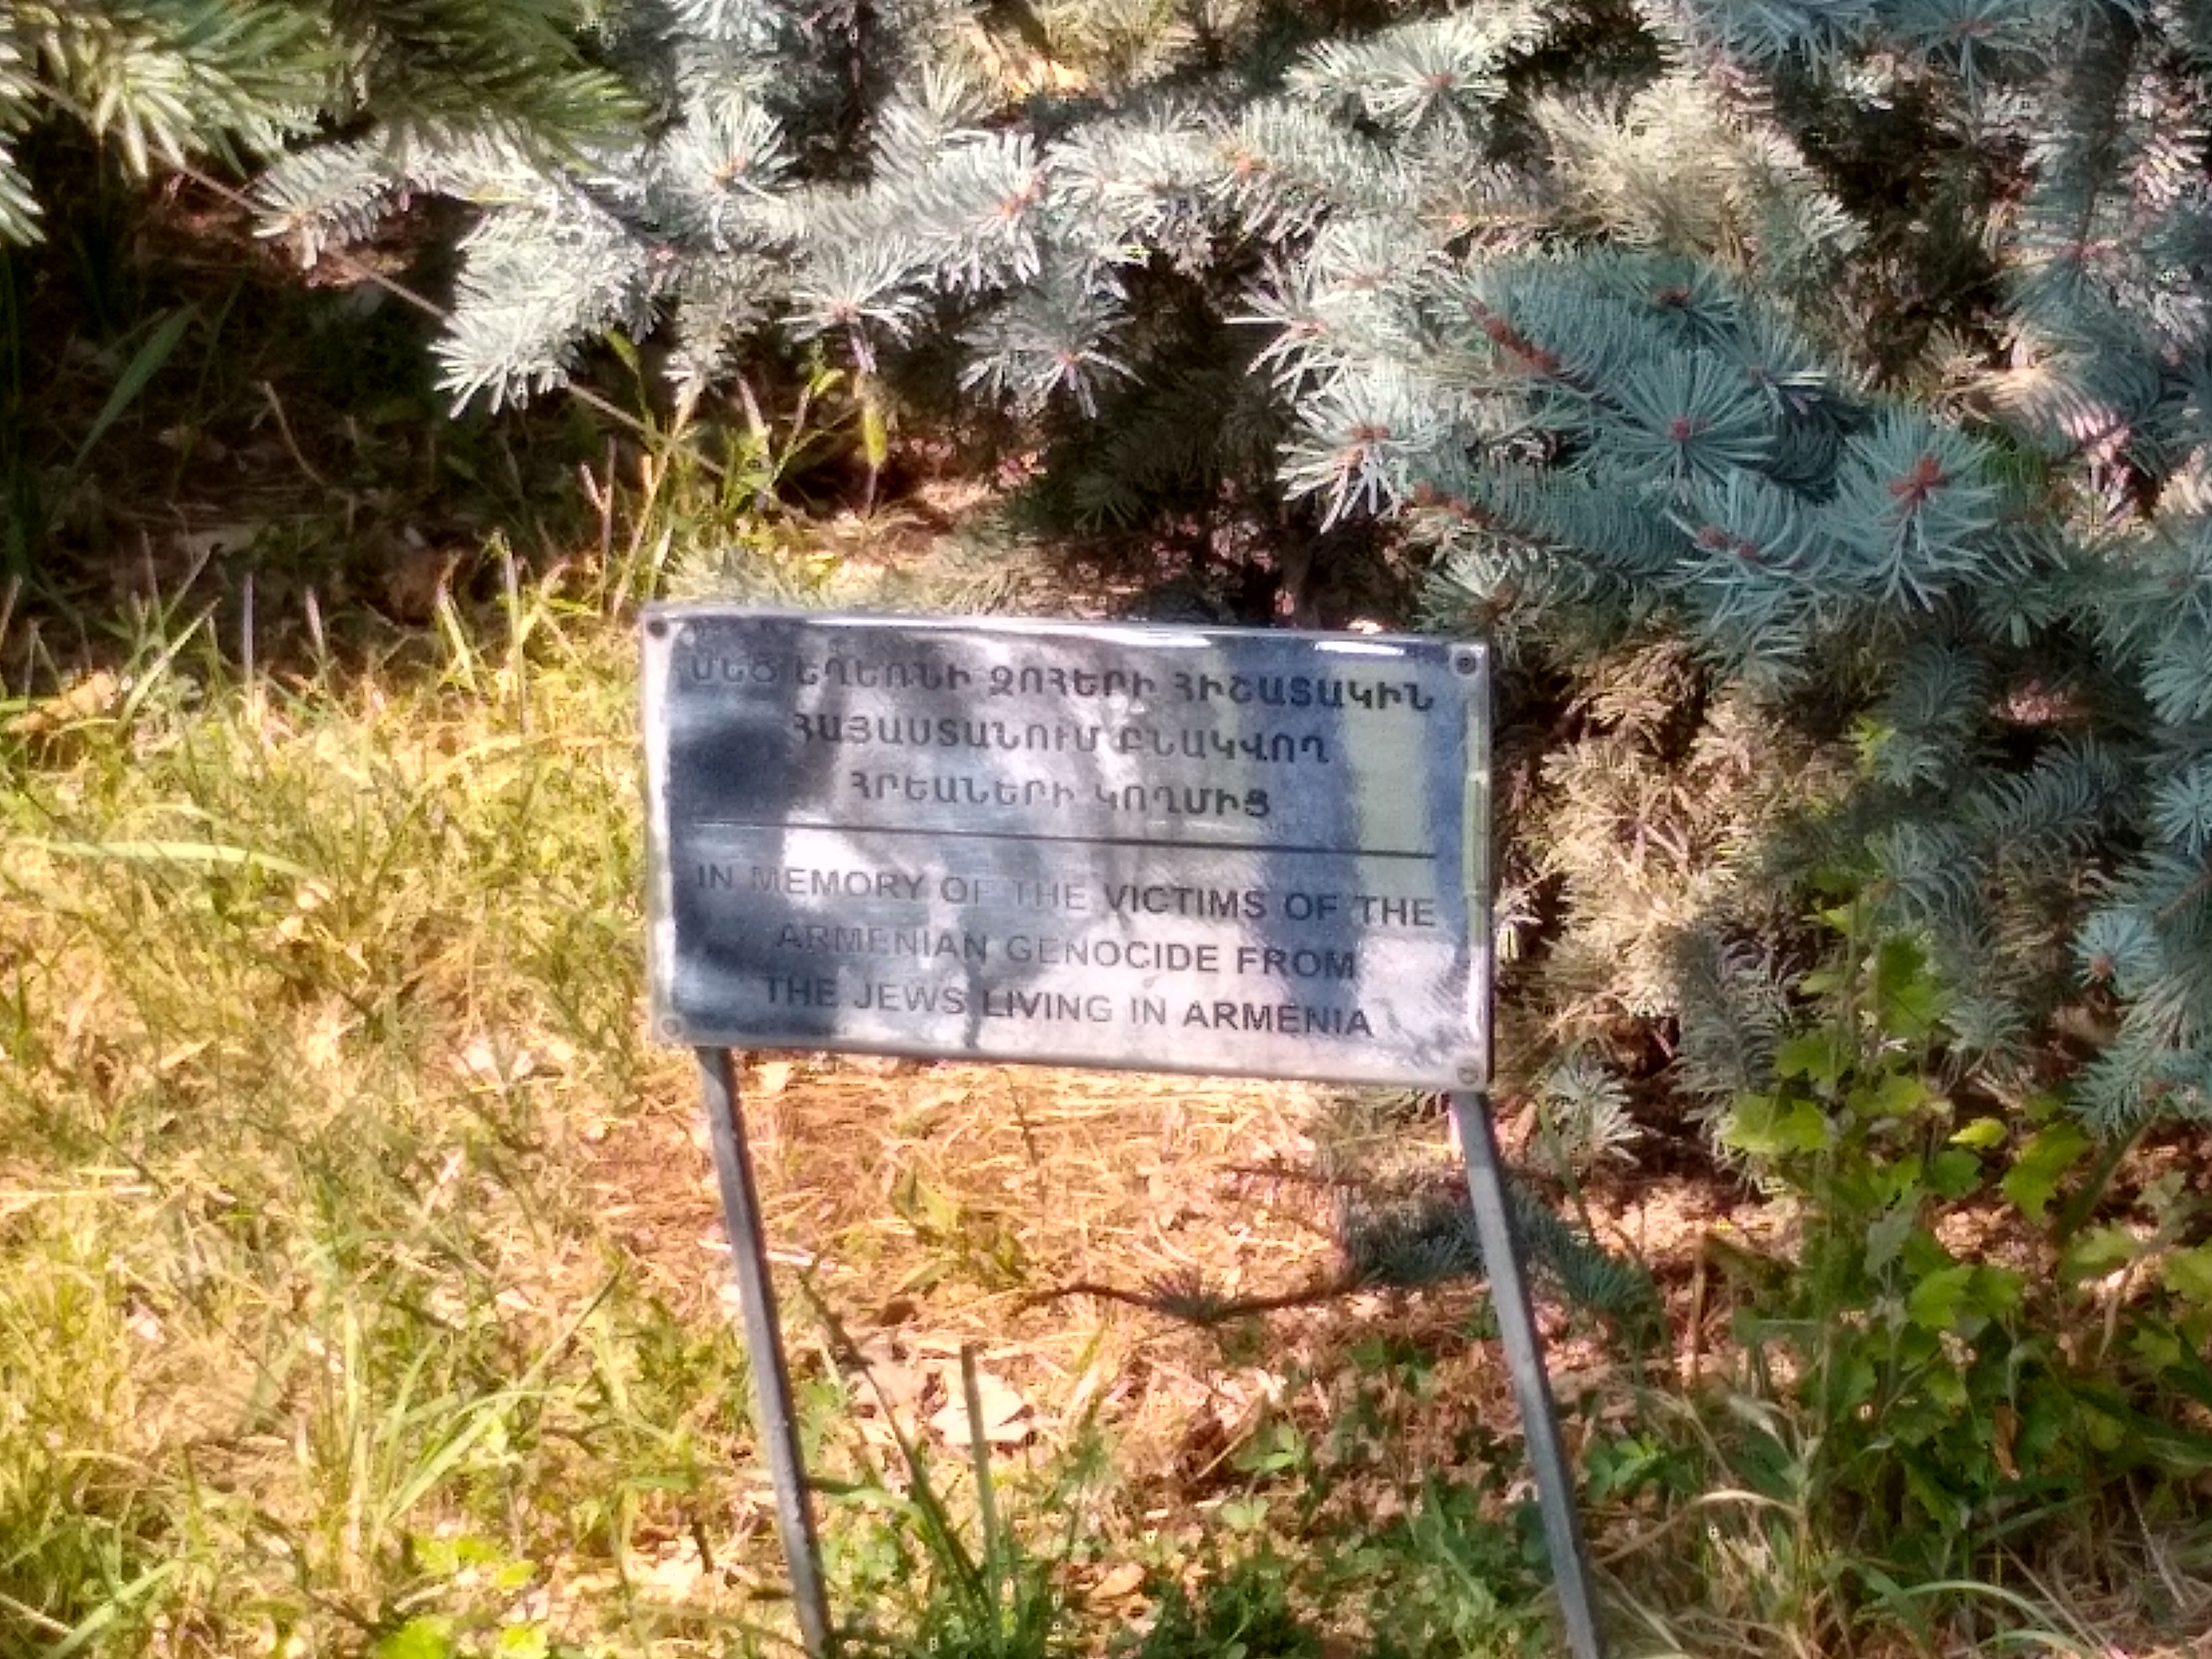 ՄԵԾ ԵՂԵՌՆԻ ԶՈՀԵՐԻ ՀԻՇԱՏԱԿԻՆ
ՀԱՅԱՍՏԱՆՈՒՄ ԲՆԱԿՎՈՂ
ՀՐԵԱՆԵՐԻ ԿՈՂՄԻՑ
IN MEMORY OF THE VICTIMS OF THE
ARMENIAN GENOCIDE FROM
THE JEWS LIVING IN ARMENIA